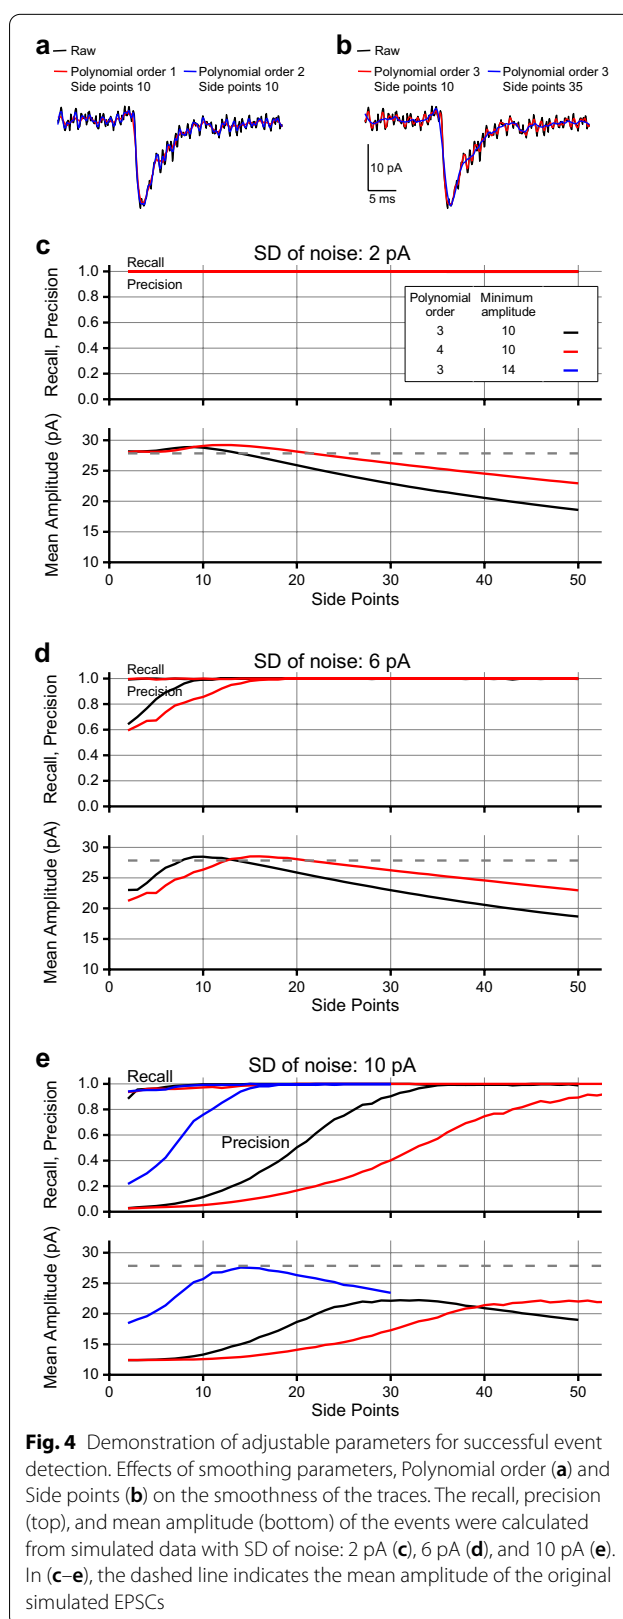 a
Raw
Polynomial order 1
Side points 10
Polynomial order 2
Side points 10
b
Raw
Polynomial order 3
Side points 10
Polynomial order 3
Side points 35
10 pA
5 ms
c
SD of noise: 2 pA
Recall
Precision
Recall, Precision
1.0
0.8
0.6
0.4
0.2
0.0
Polynomial order
Minimum amplitude
3 10
4 10
3 14
Mean Amplitude (pA)
30
25
20
15
10
0 10 20 30 40 50
Side Points
d
SD of noise: 6 pA
Recall
Precision
Recall, Precision
1.0
0.8
0.6
0.4
0.2
0.0
Mean Amplitude (pA)
30
25
20
15
10
0 10 20 30 40 50
Side Points
e
SD of noise: 10 pA
Recall
Precision
Recall, Precision
1.0
0.8
0.6
0.4
0.2
0.0
Mean Amplitude (pA)
30
25
20
15
10
0 10 20 30 40 50
Side Points
Fig. 4 Demonstration of adjustable parameters for successful event
detection. Effects of smoothing parameters, Polynomial order (a) and
Side points (b) on the smoothness of the traces. The recall, precision
(top), and mean amplitude (bottom) of the events were calculated
from simulated data with SD of noise: 2 pA (c), 6 pA (d), and 10 pA (e).
In (c–e), the dashed line indicates the mean amplitude of the original
simulated EPSCs